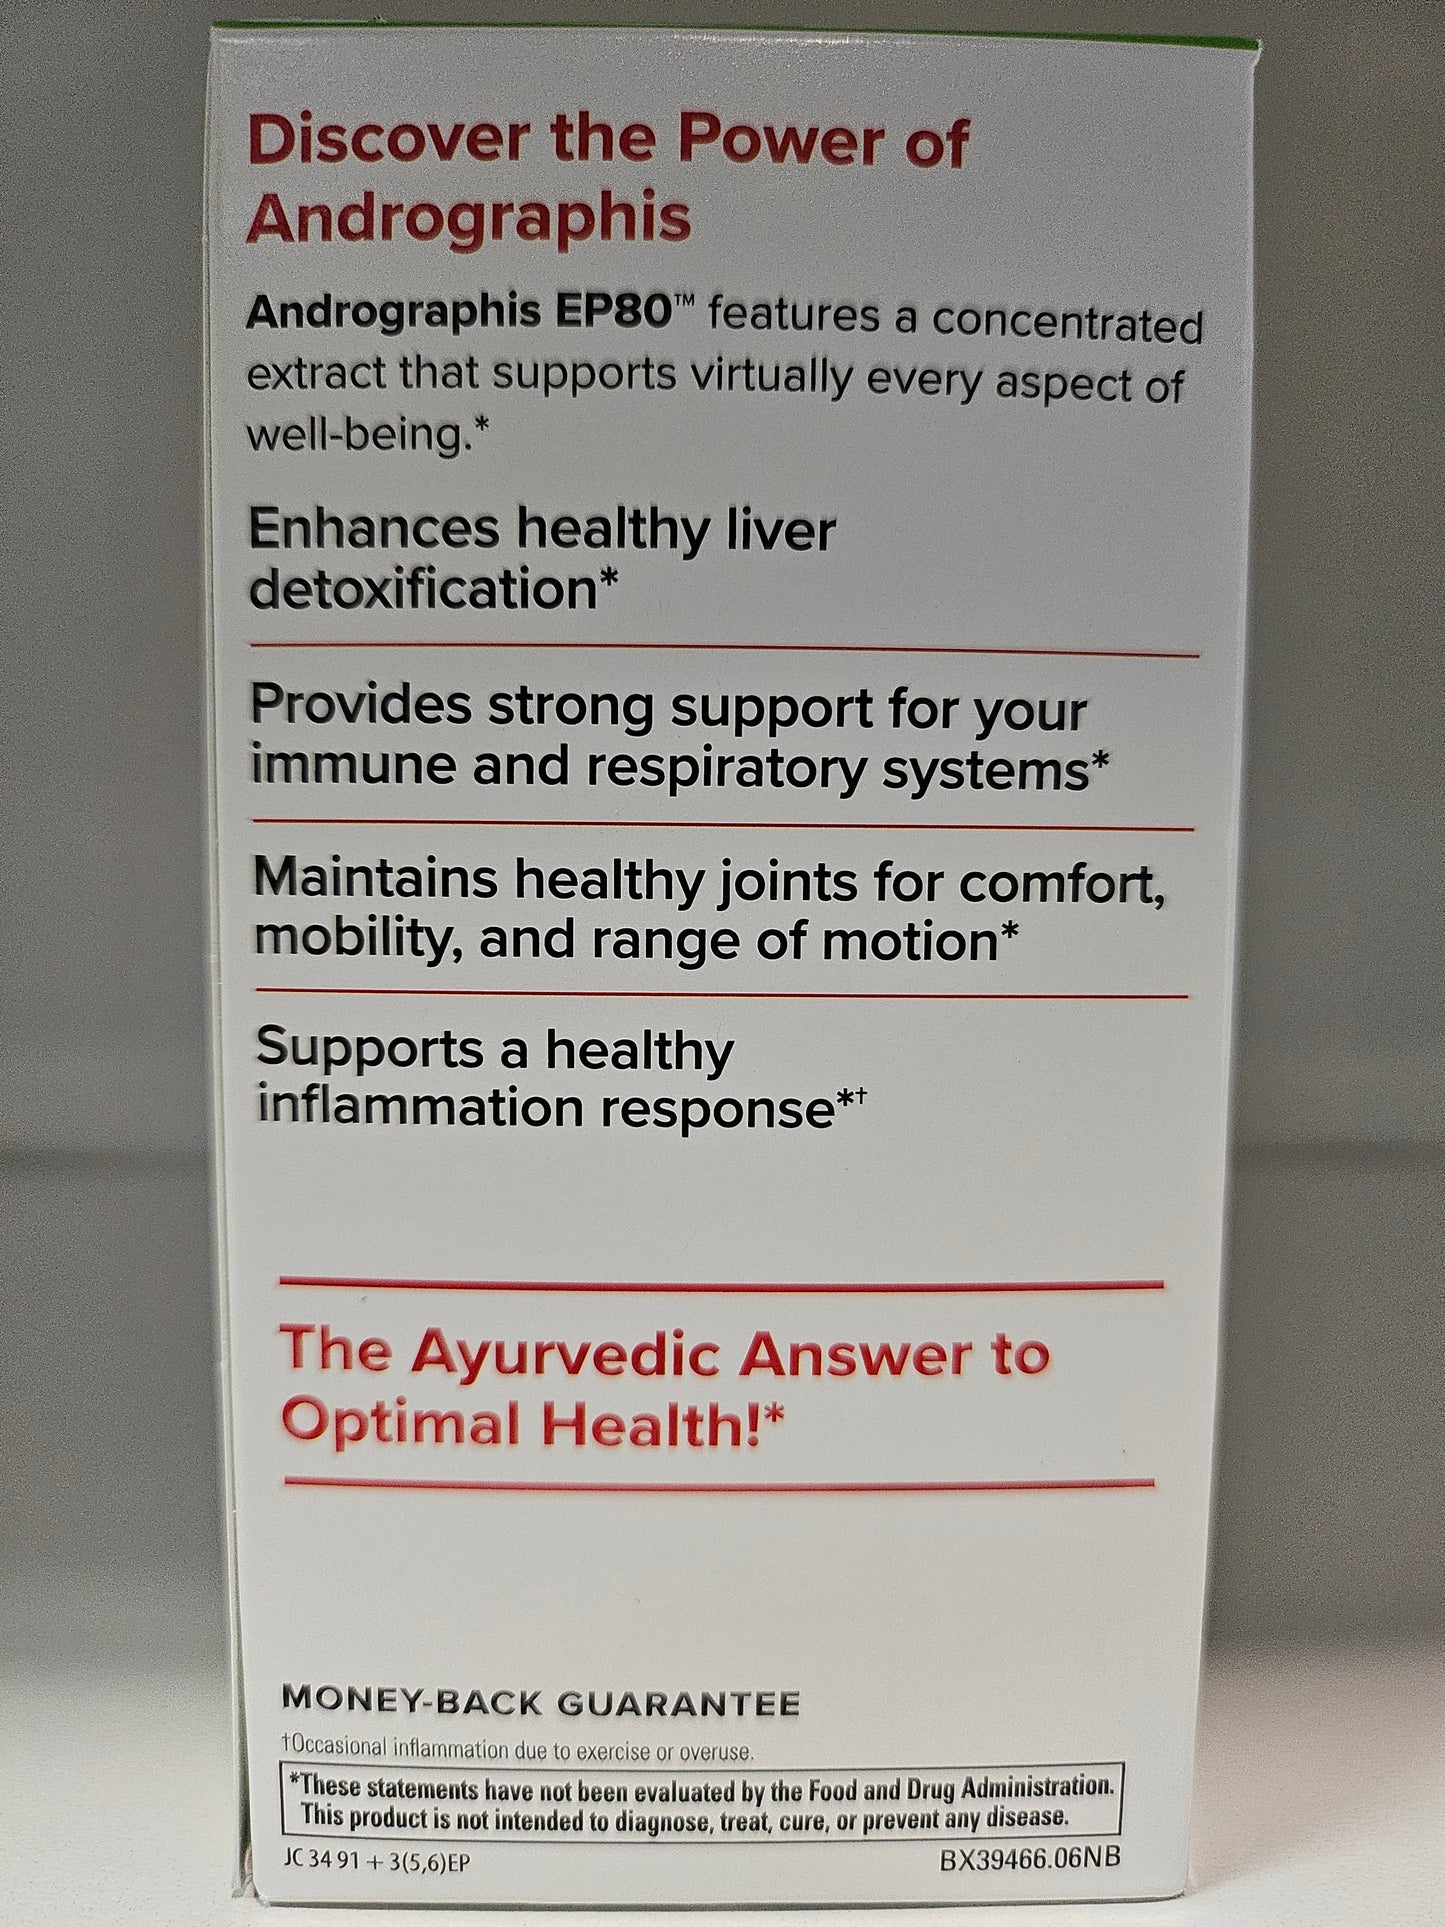 Discover the Power of
Andrographis
Andrographis EP80™ features a concentrated
extract that supports virtually every aspect of
well-being.*
Enhances healthy liver
detoxification*
Provides strong support for your
immune and respiratory systems*
Maintains healthy joints for comfort,
mobility, and range of motion*
Supports a healthy
inflammation response*†
The Ayurvedic Answer to
Optimal Health!*
MONEY-BACK GUARANTEE
†Occasional inflammation due to exercise or overuse.
*These statements have not been evaluated by the Food and Drug Administration.
This product is not intended to diagnose, treat, cure, or prevent any disease.
JC 34 91 + 3(5,6)EP BX39466.06NB